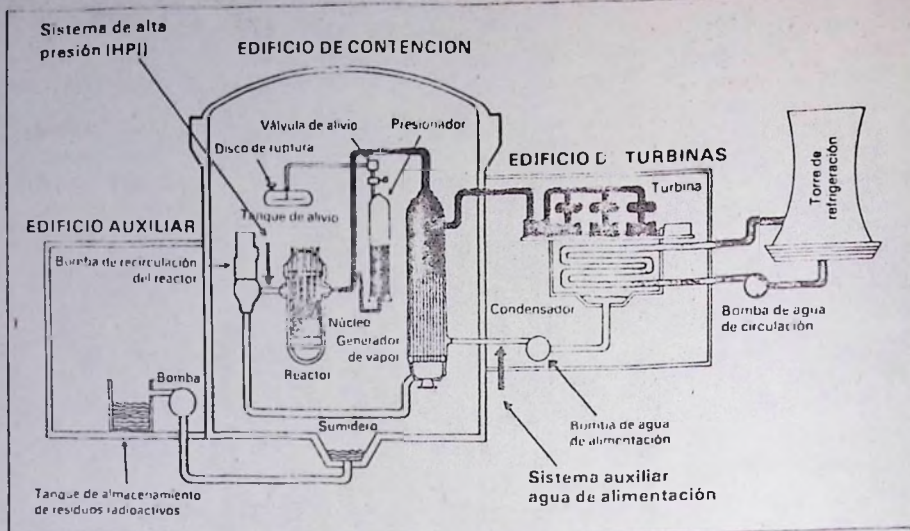 Sistema de alta
presión (HPI)
EDIFICIO DE CONTENCION
Válvula de alivio
Presionador
Disco de ruptura
Tanque de alivio
EDIFICIO D TURBINAS
Turbina
Torre de
refrigeración
EDIFICIO AUXILIAR
Bomba de recirculación
del reactor
Núcleo
Generador
de vapor
Reactor
Condensador
Bomba de agua
de circulación
Bomba
Sumidero
Bomba de agua
de alimentación
Sistema auxiliar
agua de alimentación
Tanque de almacenamiento
de residuos radioactivos